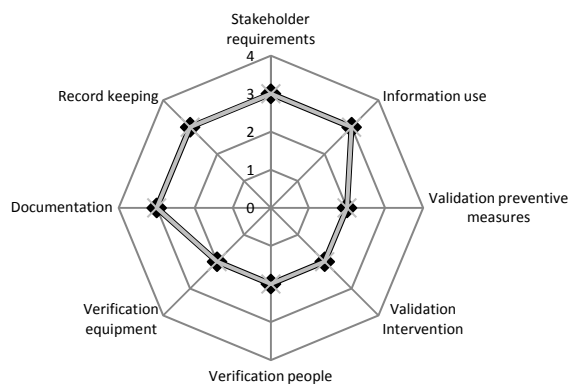 Stakeholder
requirements
4
Record keeping
Information use
3
2
1
Documentation
0
Validation preventive
measures
Verification
equipment
Validation
Intervention
Verification people